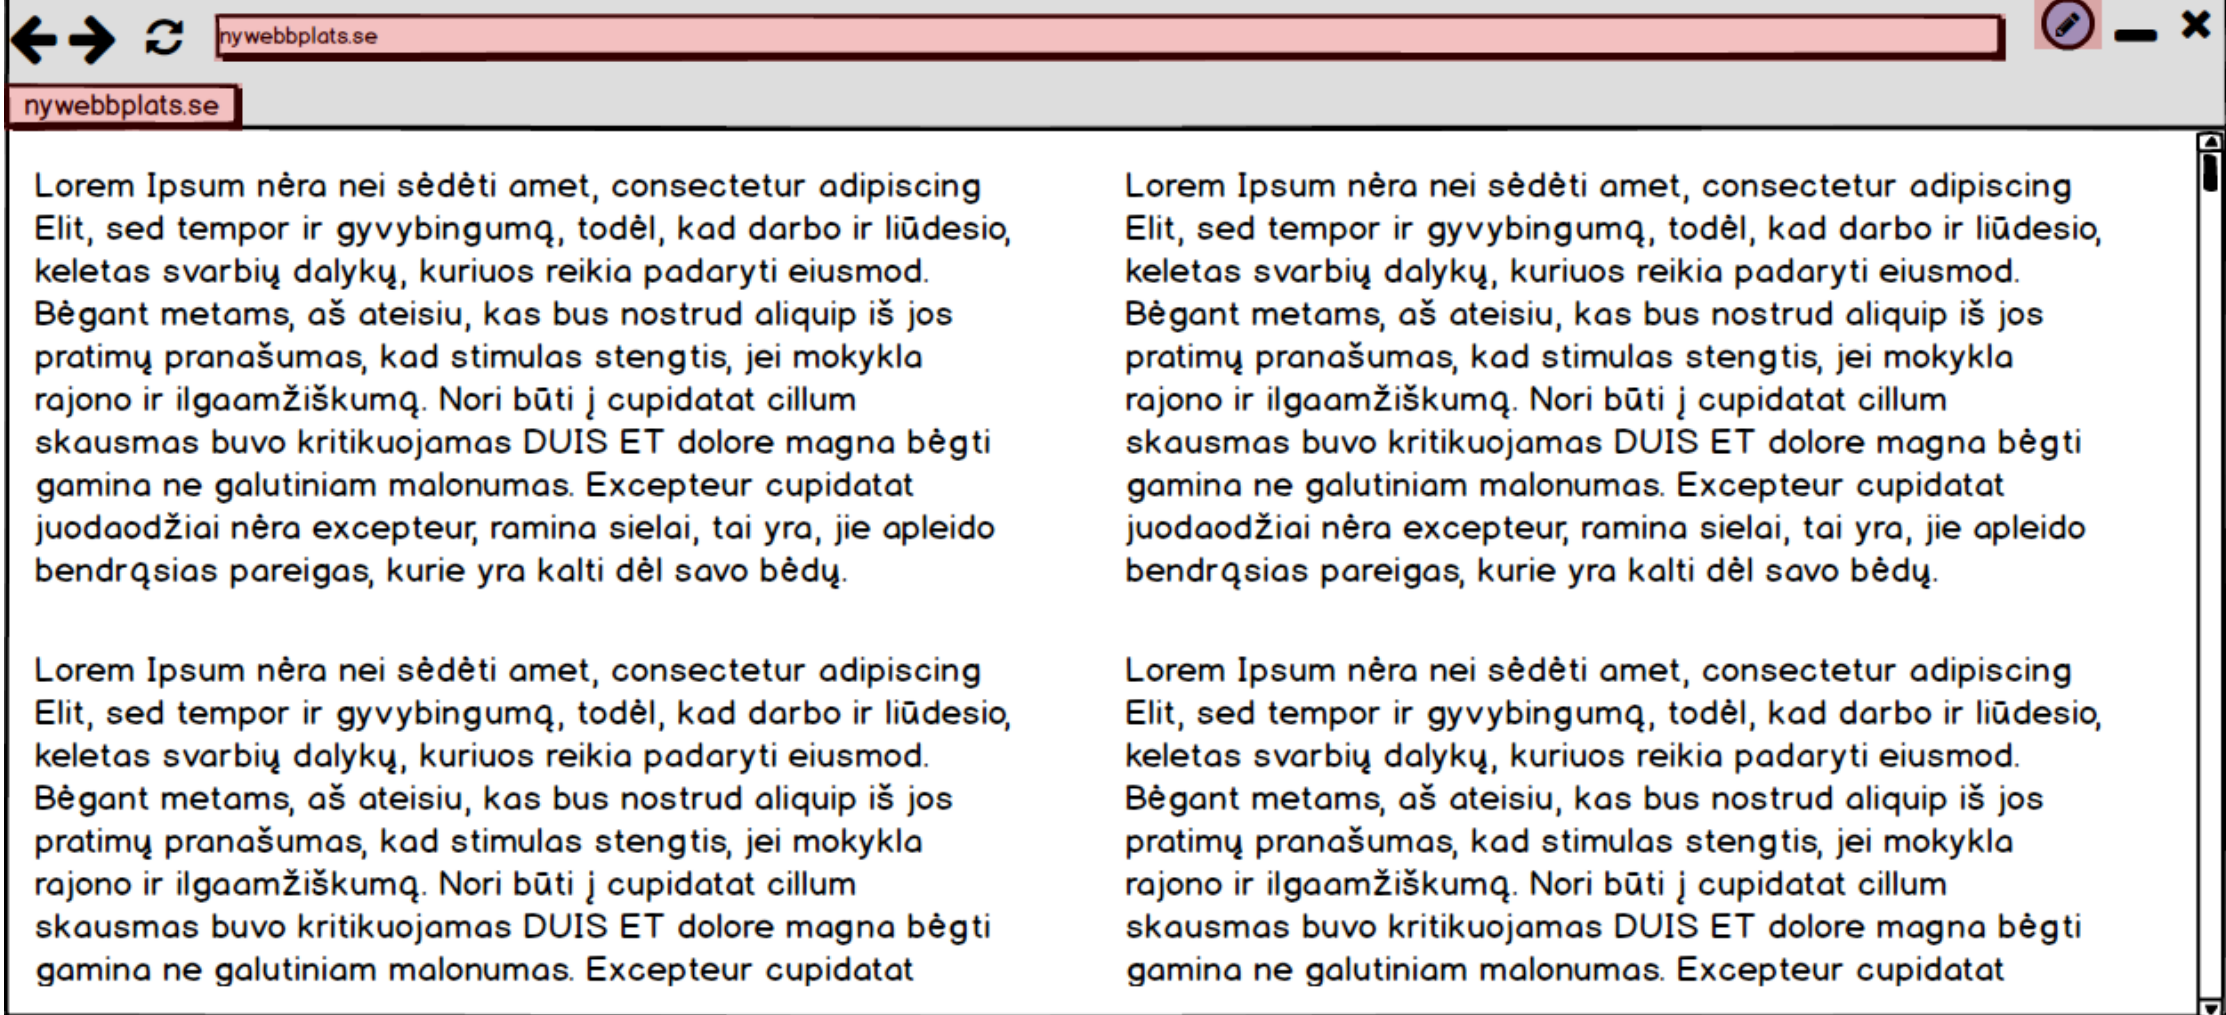 nywebbplats.se
nywebbplats.se
Lorem Ipsum nėra nei sėdėti amet, consectetur adipiscing
Elit, sed tempor ir gyvybingumą, todėl, kad darbo ir liūdesio,
keletas svarbių dalykų, kuriuos reikia padaryti eiusmod.
Bėgant metams, aš ateisiu, kas bus nostrud aliquip iš jos
pratimų pranašumas, kad stimulas stengtis, jei mokykla
rajono ir ilgaamžiškumą. Nori būti į cupidatat cillum
skausmas buvo kritikuojamas DUIS ET dolore magna bėgti
gamina ne galutiniam malonumas. Excepteur cupidatat
juodaodžiai nėra excepteur, ramina sielai, tai yra, jie apleido
bendrąsias pareigas, kurie yra kalti dėl savo bėdų.
Lorem Ipsum nėra nei sėdėti amet, consectetur adipiscing
Elit, sed tempor ir gyvybingumą, todėl, kad darbo ir liūdesio,
keletas svarbių dalykų, kuriuos reikia padaryti eiusmod.
Bėgant metams, aš ateisiu, kas bus nostrud aliquip iš jos
pratimų pranašumas, kad stimulas stengtis, jei mokykla
rajono ir ilgaamžiškumą. Nori būti į cupidatat cillum
skausmas buvo kritikuojamas DUIS ET dolore magna bėgti
gamina ne galutiniam malonumas. Excepteur cupidatat
Lorem Ipsum nėra nei sėdėti amet, consectetur adipiscing
Elit, sed tempor ir gyvybingumą, todėl, kad darbo ir liūdesio,
keletas svarbių dalykų, kuriuos reikia padaryti eiusmod.
Bėgant metams, aš ateisiu, kas bus nostrud aliquip iš jos
pratimų pranašumas, kad stimulas stengtis, jei mokykla
rajono ir ilgaamžiškumą. Nori būti į cupidatat cillum
skausmas buvo kritikuojamas DUIS ET dolore magna bėgti
gamina ne galutiniam malonumas. Excepteur cupidatat
juodaodžiai nėra excepteur, ramina sielai, tai yra, jie apleido
bendrąsias pareigas, kurie yra kalti dėl savo bėdų.
Lorem Ipsum nėra nei sėdėti amet, consectetur adipiscing
Elit, sed tempor ir gyvybingumą, todėl, kad darbo ir liūdesio,
keletas svarbių dalykų, kuriuos reikia padaryti eiusmod.
Bėgant metams, aš ateisiu, kas bus nostrud aliquip iš jos
pratimų pranašumas, kad stimulas stengtis, jei mokykla
rajono ir ilgaamžiškumą. Nori būti į cupidatat cillum
skausmas buvo kritikuojamas DUIS ET dolore magna bėgti
gamina ne galutiniam malonumas. Excepteur cupidatat